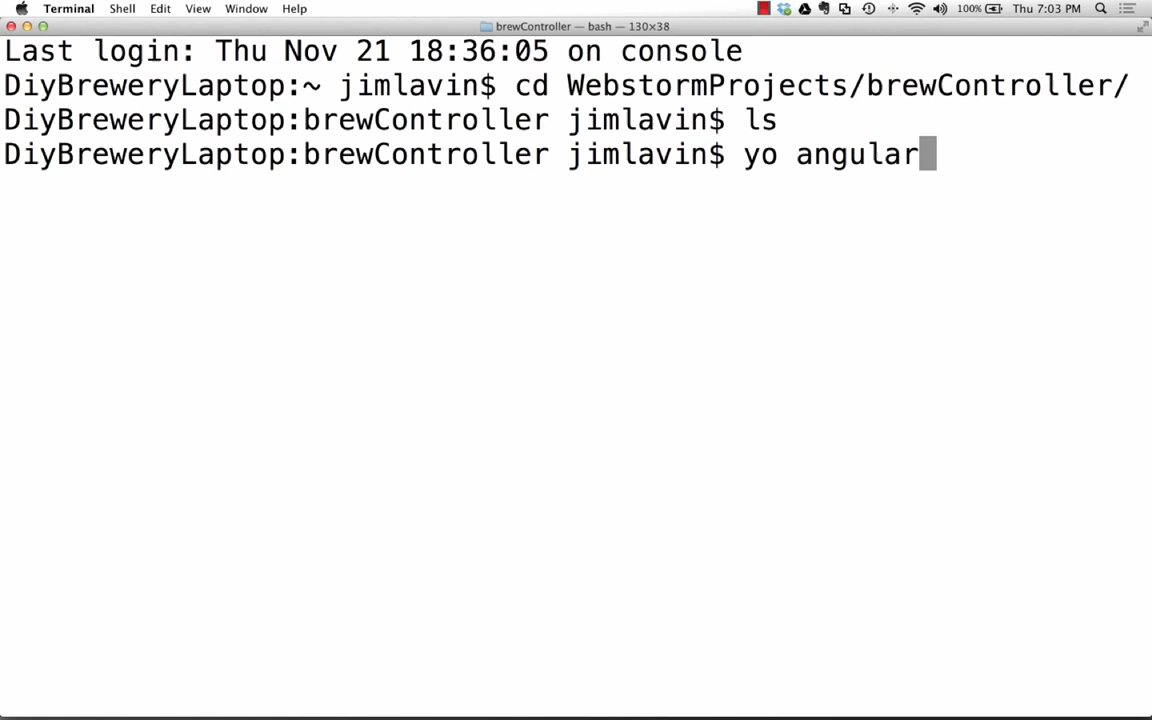 Terminal Shell Edit View Window Help 100% Thu 7:03 PM
brewController — bash — 130×38
Last login: Thu Nov 21 18:36:05 on console
DiyBreweryLaptop:~ jimlavin$ cd WebstormProjects/brewController/
DiyBreweryLaptop:brewController jimlavin$ ls
DiyBreweryLaptop:brewController jimlavin$ yo angular